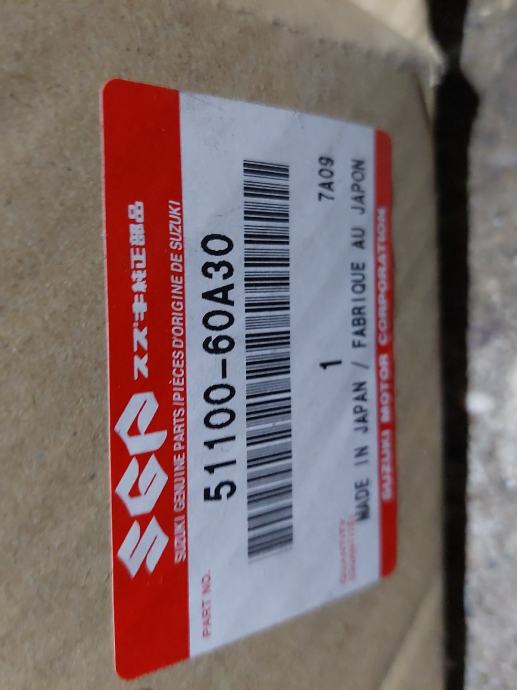 SGP スズキ純正部品
SUZUKI GENUINE PARTS/PIÈCES D'ORIGINE DE SUZUKI
PART NO.
51100-60A30
7A09
QUANTITY
QUANTITÉ
1
MADE IN JAPAN / FABRIQUE AU JAPON
SUZUKI MOTOR CORPORATION